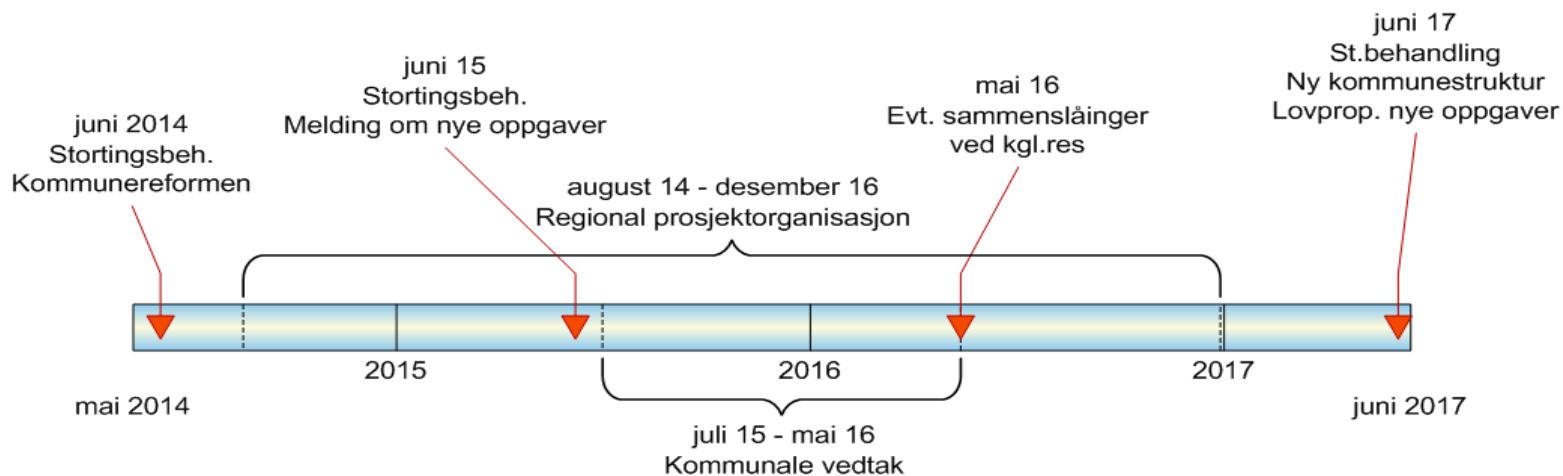 juni 2014
Stortingsbeh.
Kommunereformen
juni 15
Stortingsbeh.
Melding om nye oppgaver
august 14 - desember 16
Regional prosjektorganisasjon
mai 16
Evt. sammenslåinger
ved kgl.res
juni 17
St.behandling
Ny kommunestruktur
Lovprop. nye oppgaver
2015
2016
2017
mai 2014
juni 2017
juli 15 - mai 16
Kommunale vedtak